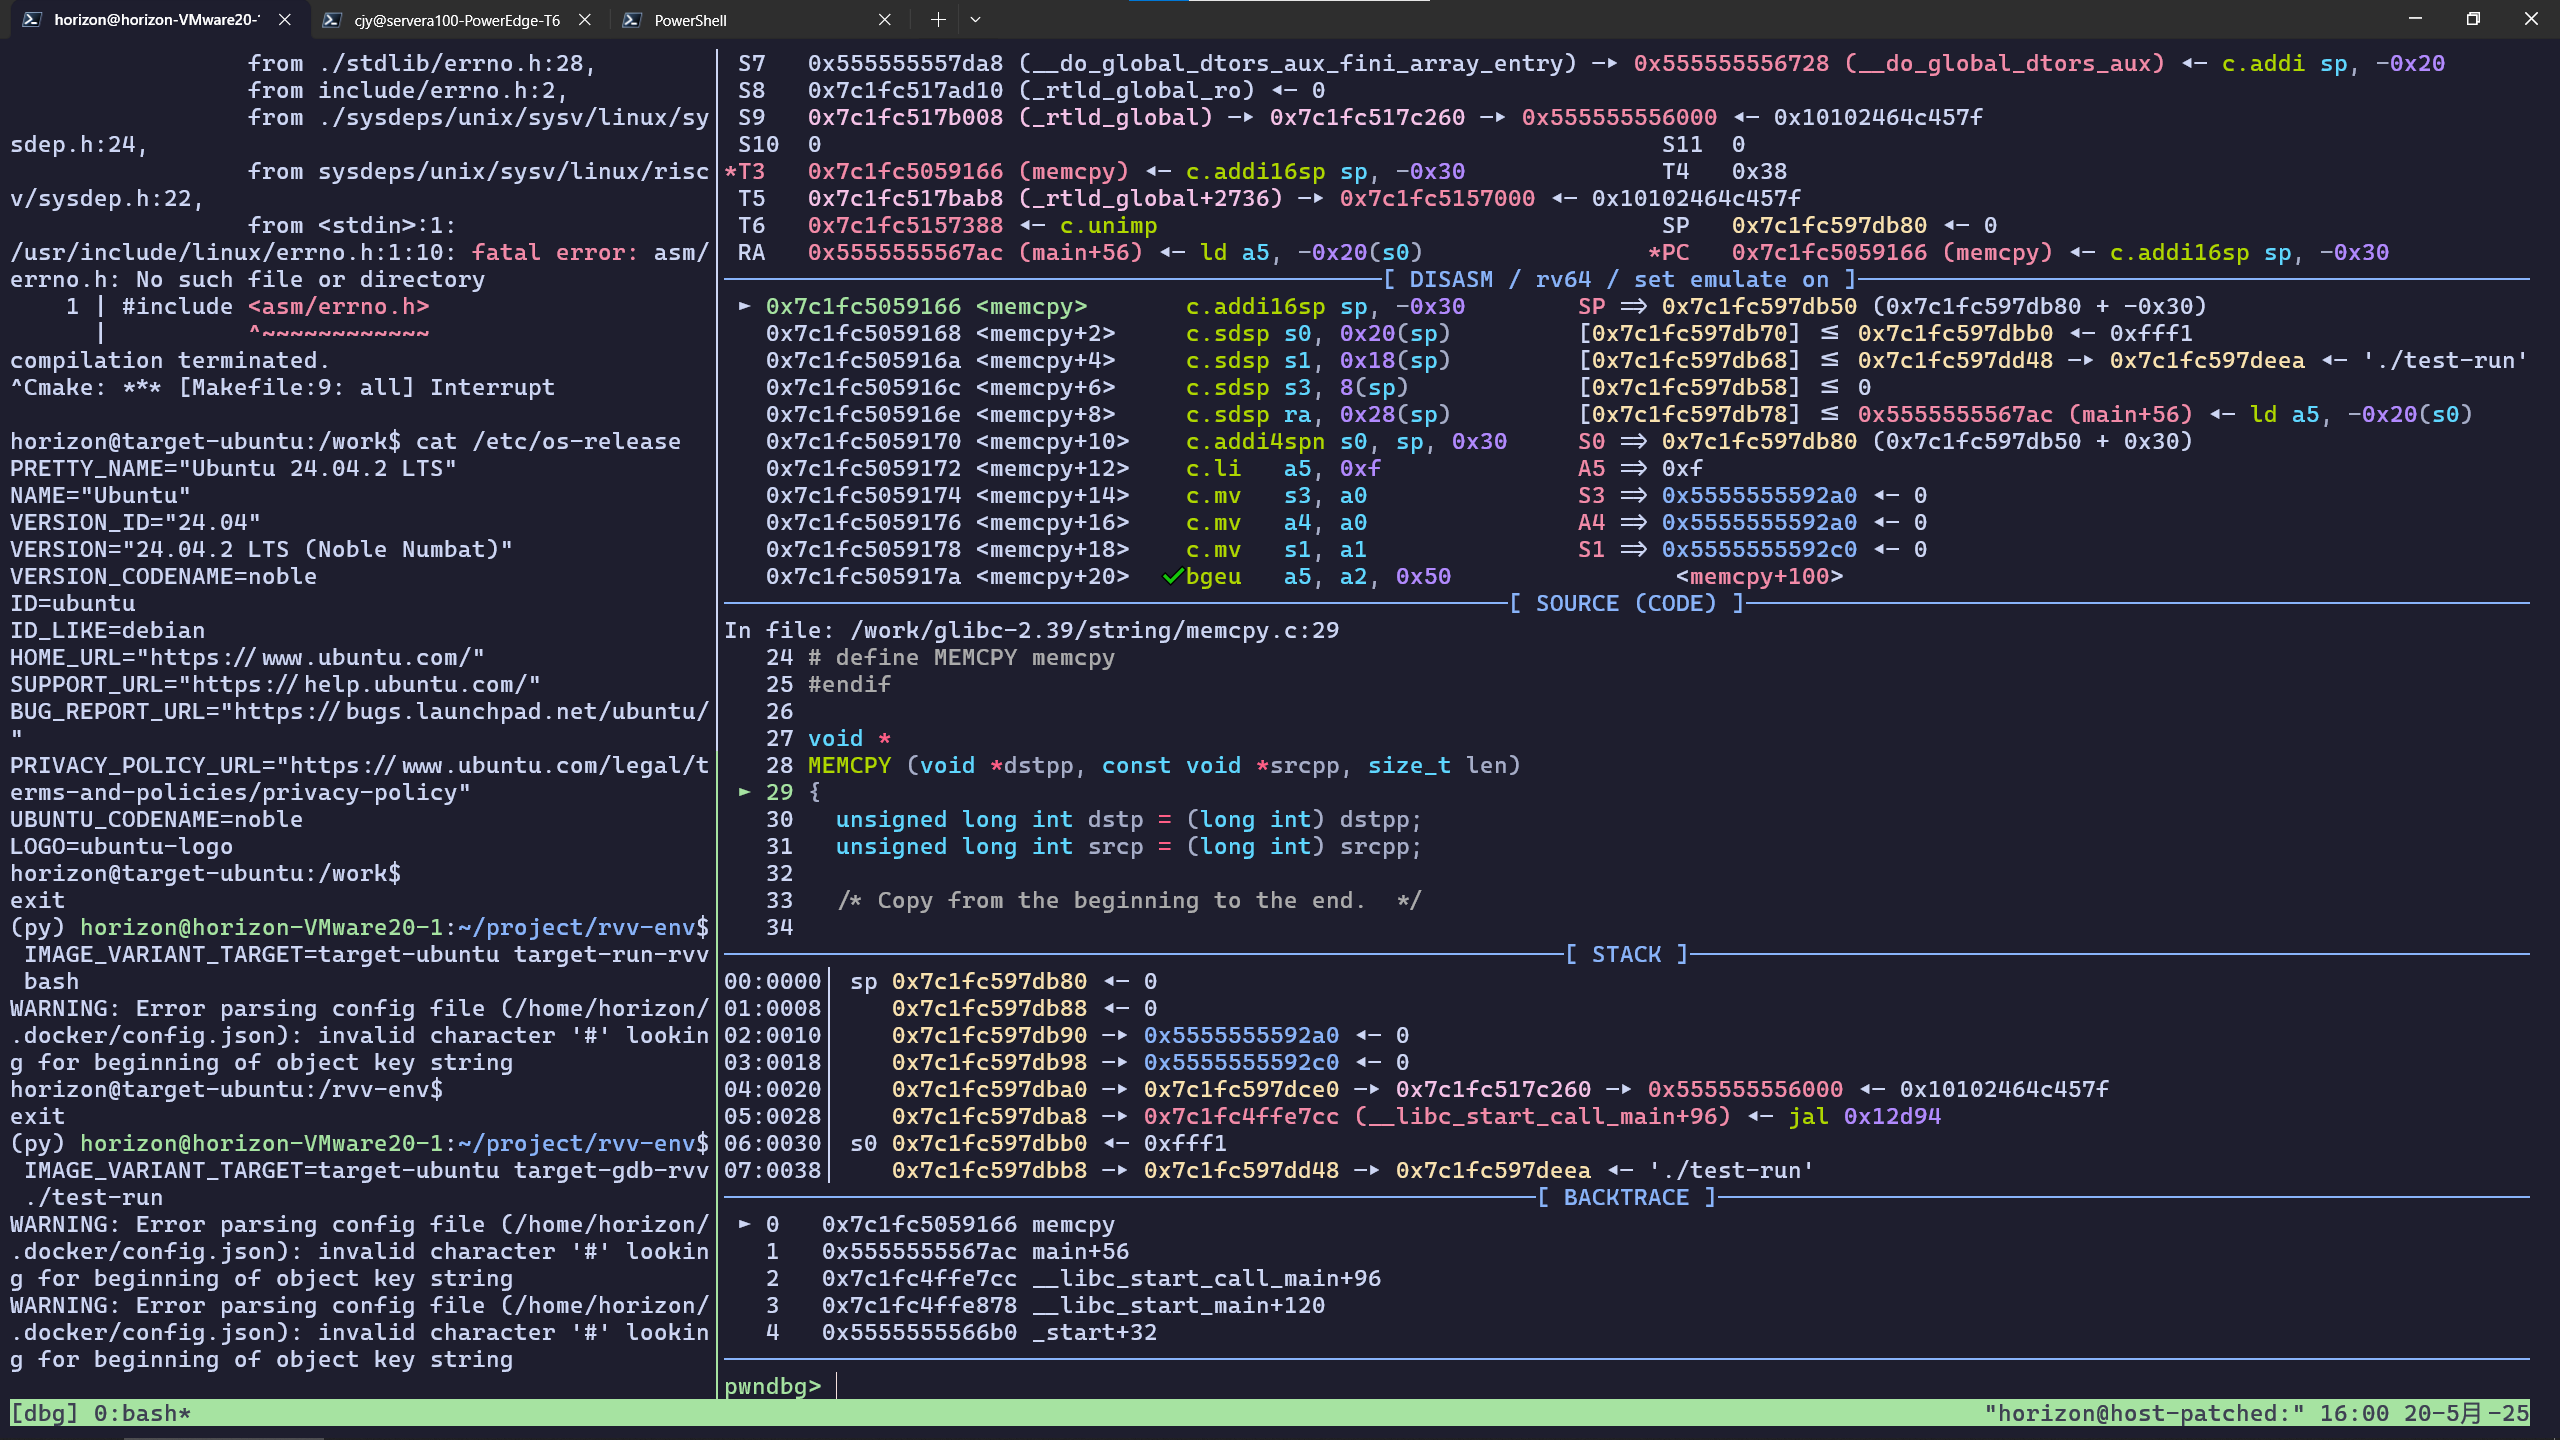 horizon@horizon-VMware20-1
cjy@servera100-PowerEdge-T6
PowerShell
from ./stdlib/errno.h:28,
from include/errno.h:2,
from ./sysdeps/unix/sysv/linux/sy
sdep.h:24,
from sysdeps/unix/sysv/linux/risc
v/sysdep.h:22,
from <stdin>:1:
/usr/include/linux/errno.h:1:10: fatal error: asm/
errno.h: No such file or directory
1 | #include <asm/errno.h>
| ^~~~~~~~~~~~~
compilation terminated.
^Cmake: *** [Makefile:9: all] Interrupt
horizon@target-ubuntu:/work$ cat /etc/os-release
PRETTY_NAME="Ubuntu 24.04.2 LTS"
NAME="Ubuntu"
VERSION_ID="24.04"
VERSION="24.04.2 LTS (Noble Numbat)"
VERSION_CODENAME=noble
ID=ubuntu
ID_LIKE=debian
HOME_URL="https://www.ubuntu.com/"
SUPPORT_URL="https://help.ubuntu.com/"
BUG_REPORT_URL="https://bugs.launchpad.net/ubuntu/
"
PRIVACY_POLICY_URL="https://www.ubuntu.com/legal/t
erms-and-policies/privacy-policy"
UBUNTU_CODENAME=noble
LOGO=ubuntu-logo
horizon@target-ubuntu:/work$
exit
(py) horizon@horizon-VMware20-1:~/project/rvv-env$
IMAGE_VARIANT_TARGET=target-ubuntu target-run-rvv
bash
WARNING: Error parsing config file (/home/horizon/
.docker/config.json): invalid character '#' lookin
g for beginning of object key string
horizon@target-ubuntu:/rvv-env$
exit
(py) horizon@horizon-VMware20-1:~/project/rvv-env$
IMAGE_VARIANT_TARGET=target-ubuntu target-gdb-rvv
./test-run
WARNING: Error parsing config file (/home/horizon/
.docker/config.json): invalid character '#' lookin
g for beginning of object key string
WARNING: Error parsing config file (/home/horizon/
.docker/config.json): invalid character '#' lookin
g for beginning of object key string
S7 0x555555557da8 (__do_global_dtors_aux_fini_array_entry) —▸ 0x555555556728 (__do_global_dtors_aux) ◂— c.addi sp, -0x20
S8 0x7c1fc517ad10 (_rtld_global_ro) ◂— 0
S9 0x7c1fc517b008 (_rtld_global) —▸ 0x7c1fc517c260 —▸ 0x555555556000 ◂— 0x10102464c457f
S10 0 S11 0
*T3 0x7c1fc5059166 (memcpy) ◂— c.addi16sp sp, -0x30 T4 0x38
T5 0x7c1fc517bab8 (_rtld_global+2736) —▸ 0x7c1fc5157000 ◂— 0x10102464c457f
T6 0x7c1fc5157388 ◂— c.unimp SP 0x7c1fc597db80 ◂— 0
RA 0x5555555567ac (main+56) ◂— ld a5, -0x20(s0) *PC 0x7c1fc5059166 (memcpy) ◂— c.addi16sp sp, -0x30
[ DISASM / rv64 / set emulate on ]
► 0x7c1fc5059166 <memcpy> c.addi16sp sp, -0x30 SP => 0x7c1fc597db50 (0x7c1fc597db80 + -0x30)
0x7c1fc5059168 <memcpy+2> c.sdsp s0, 0x20(sp) [0x7c1fc597db70] <= 0x7c1fc597dbb0 ◂— 0xfff1
0x7c1fc505916a <memcpy+4> c.sdsp s1, 0x18(sp) [0x7c1fc597db68] <= 0x7c1fc597dd48 —▸ 0x7c1fc597deea ◂— './test-run'
0x7c1fc505916c <memcpy+6> c.sdsp s3, 8(sp) [0x7c1fc597db58] <= 0
0x7c1fc505916e <memcpy+8> c.sdsp ra, 0x28(sp) [0x7c1fc597db78] <= 0x5555555567ac (main+56) ◂— ld a5, -0x20(s0)
0x7c1fc5059170 <memcpy+10> c.addi4spn s0, sp, 0x30 S0 => 0x7c1fc597db80 (0x7c1fc597db50 + 0x30)
0x7c1fc5059172 <memcpy+12> c.li a5, 0xf A5 => 0xf
0x7c1fc5059174 <memcpy+14> c.mv s3, a0 S3 => 0x5555555592a0 ◂— 0
0x7c1fc5059176 <memcpy+16> c.mv a4, a0 A4 => 0x5555555592a0 ◂— 0
0x7c1fc5059178 <memcpy+18> c.mv s1, a1 S1 => 0x5555555592c0 ◂— 0
0x7c1fc505917a <memcpy+20> ✔bgeu a5, a2, 0x50 <memcpy+100>
[ SOURCE (CODE) ]
In file: /work/glibc-2.39/string/memcpy.c:29
24 # define MEMCPY memcpy
25 #endif
26
27 void *
28 MEMCPY (void *dstpp, const void *srcpp, size_t len)
► 29 {
30 unsigned long int dstp = (long int) dstpp;
31 unsigned long int srcp = (long int) srcpp;
32
33 /* Copy from the beginning to the end. */
34
[ STACK ]
00:0000│ sp 0x7c1fc597db80 ◂— 0
01:0008│ 0x7c1fc597db88 ◂— 0
02:0010│ 0x7c1fc597db90 —▸ 0x5555555592a0 ◂— 0
03:0018│ 0x7c1fc597db98 —▸ 0x5555555592c0 ◂— 0
04:0020│ 0x7c1fc597dba0 —▸ 0x7c1fc597dce0 —▸ 0x7c1fc517c260 —▸ 0x555555556000 ◂— 0x10102464c457f
05:0028│ 0x7c1fc597dba8 —▸ 0x7c1fc4ffe7cc (__libc_start_call_main+96) ◂— jal 0x12d94
06:0030│ s0 0x7c1fc597dbb0 ◂— 0xfff1
07:0038│ 0x7c1fc597dbb8 —▸ 0x7c1fc597dd48 —▸ 0x7c1fc597deea ◂— './test-run'
[ BACKTRACE ]
► 0 0x7c1fc5059166 memcpy
1 0x5555555567ac main+56
2 0x7c1fc4ffe7cc __libc_start_call_main+96
3 0x7c1fc4ffe878 __libc_start_main+120
4 0x5555555566b0 _start+32
pwndbg>
[dbg] 0:bash* "horizon@host-patched:" 16:00 20-5月-25